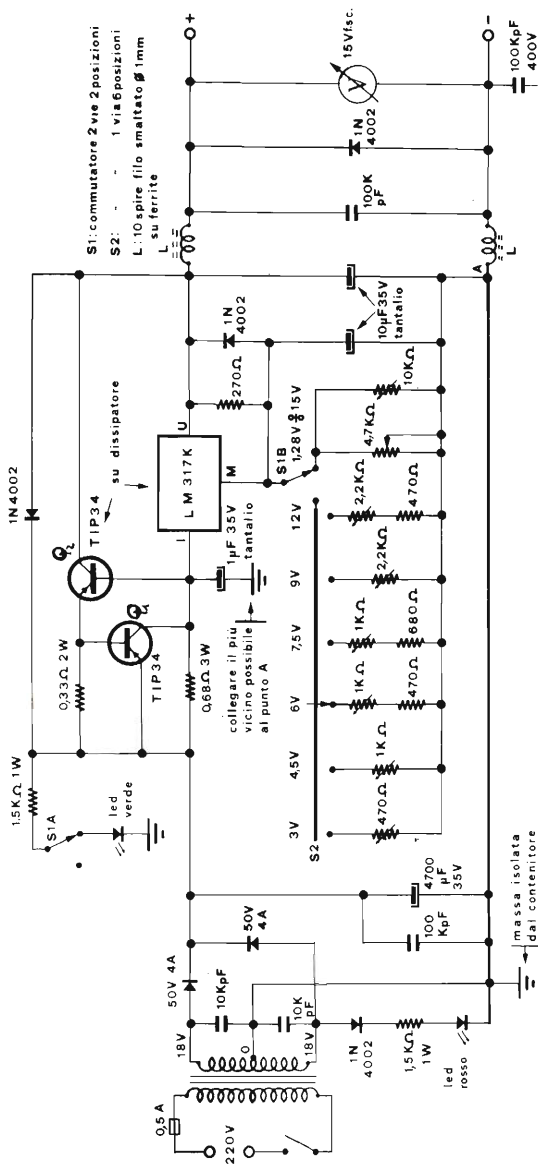 S1: commutatore 2 vie 2 posizioni
S2: " " 1 via 6 posizioni
L: 10 spire filo smaltato ø 1mm
su ferrite
0,5 A
220V
18V
0
18V
10KpF
10K
pF
50V 4A
50V
4A
1N
4002
1,5KΩ
1W
led
rosso
massa isolata
dal contenitore
100
KpF
4700
µF
35V
S1A
led
verde
1.5KΩ 1W
1N4002
0,33Ω 2W
TIP34
Q1
TIP34
Q2
su dissipatore
0,68Ω 3W
collegare il più
vicino possibile
al punto A
1µF 35V
tantalio
I
LM 317K
U
M
270Ω
1N
4002
S1B
1,28V ÷ 15V
S2
3V
4,5V
6V
7,5V
9V
12V
470Ω
1KΩ
1KΩ
470Ω
1KΩ
680Ω
2,2KΩ
2,2KΩ
470Ω
4,7KΩ
10KΩ
10µF 35V
tantalio
L
L
A
100K
pF
1N
4002
15V f.sc.
V
+
-
100KpF
400V